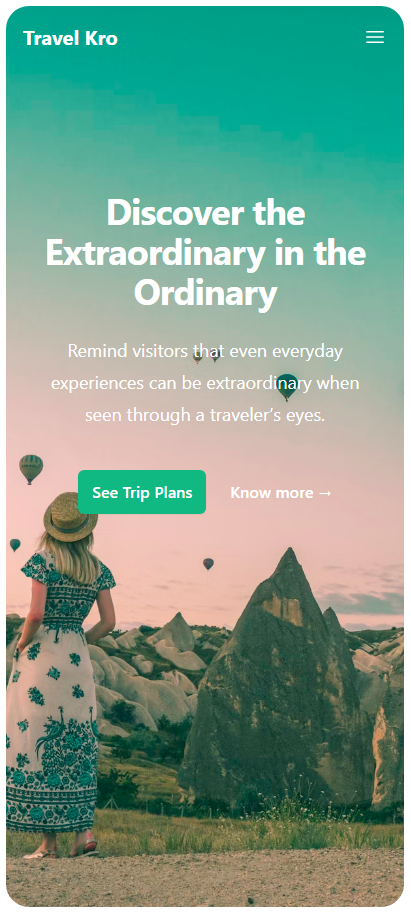 Travel Kro
Discover the
Extraordinary in the
Ordinary
Remind visitors that even everyday
experiences can be extraordinary when
seen through a traveler’s eyes.
See Trip Plans
Know more →